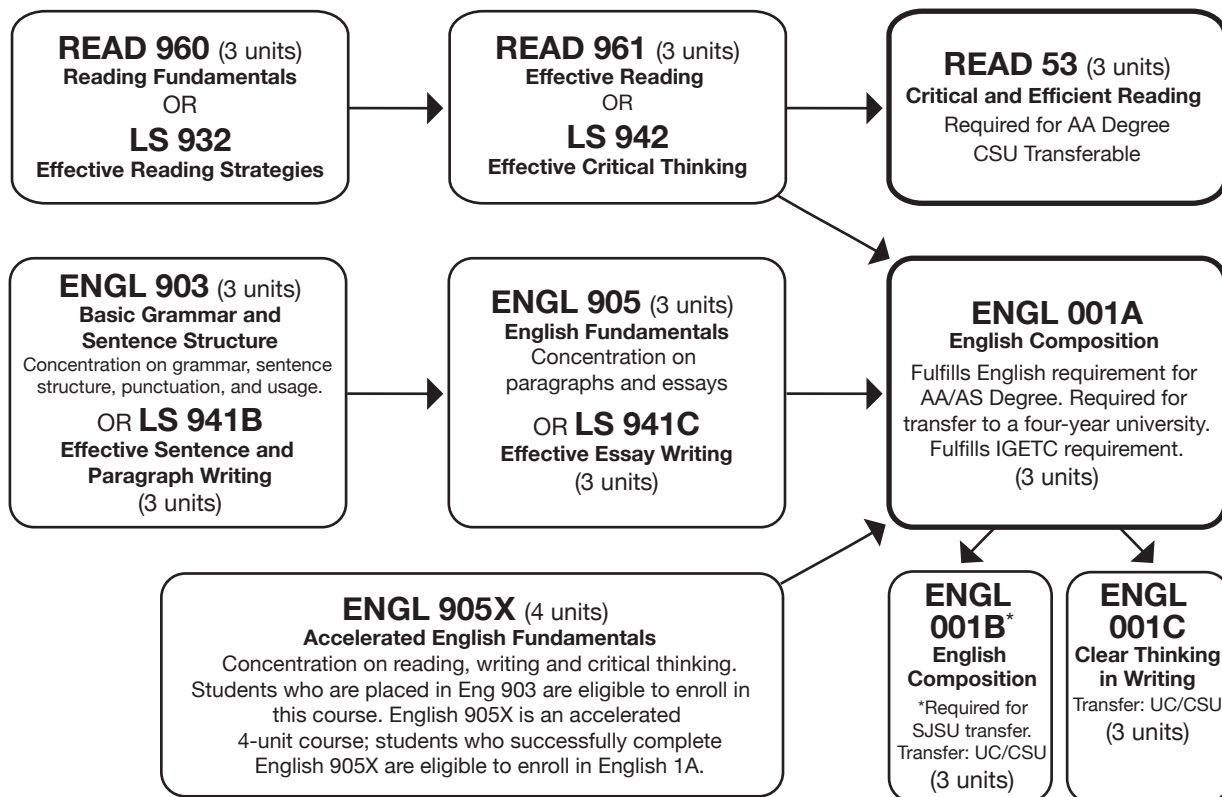 READ 960 (3 units)
Reading Fundamentals
OR
LS 932
Effective Reading Strategies
READ 961 (3 units)
Effective Reading
OR
LS 942
Effective Critical Thinking
READ 53 (3 units)
Critical and Efficient Reading
Required for AA Degree
CSU Transferable
ENGL 903 (3 units)
Basic Grammar and
Sentence Structure
Concentration on grammar, sentence
structure, punctuation, and usage.
OR LS 941B
Effective Sentence and
Paragraph Writing
(3 units)
ENGL 905 (3 units)
English Fundamentals
Concentration on
paragraphs and essays
OR LS 941C
Effective Essay Writing
(3 units)
ENGL 001A
English Composition
Fulfills English requirement for
AA/AS Degree. Required for
transfer to a four-year university.
Fulfills IGETC requirement.
(3 units)
ENGL 905X (4 units)
Accelerated English Fundamentals
Concentration on reading, writing and critical thinking.
Students who are placed in Eng 903 are eligible to enroll in
this course. English 905X is an accelerated
4-unit course; students who successfully complete
English 905X are eligible to enroll in English 1A.
ENGL
001B*
English
Composition
*Required for
SJSU transfer.
Transfer: UC/CSU
(3 units)
ENGL
001C
Clear Thinking
in Writing
Transfer: UC/CSU
(3 units)